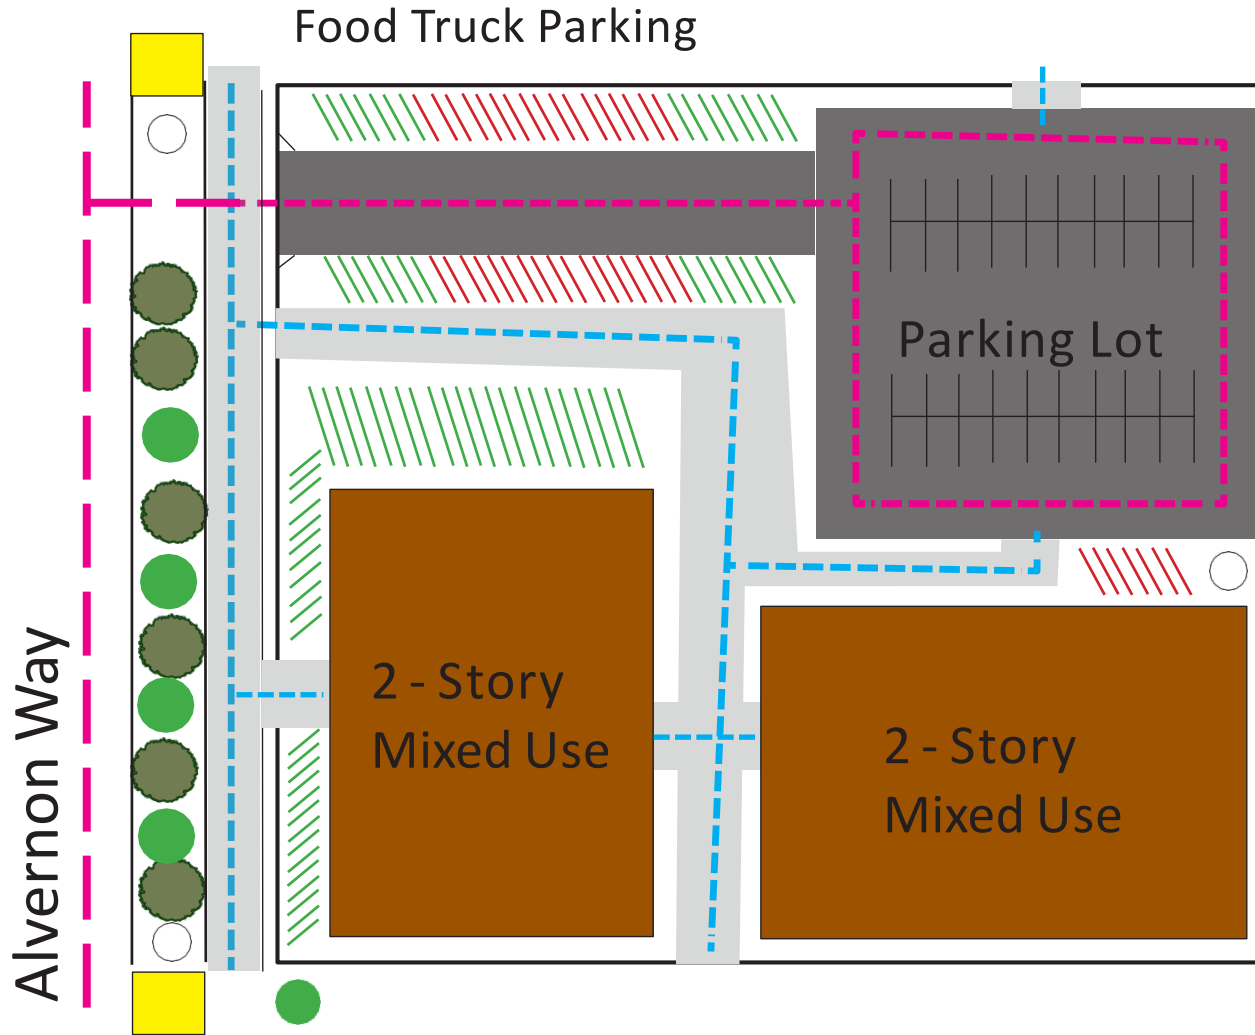 Food Truck Parking
Parking Lot
2 - Story
Mixed Use
2 - Story
Mixed Use
Alvernon Way